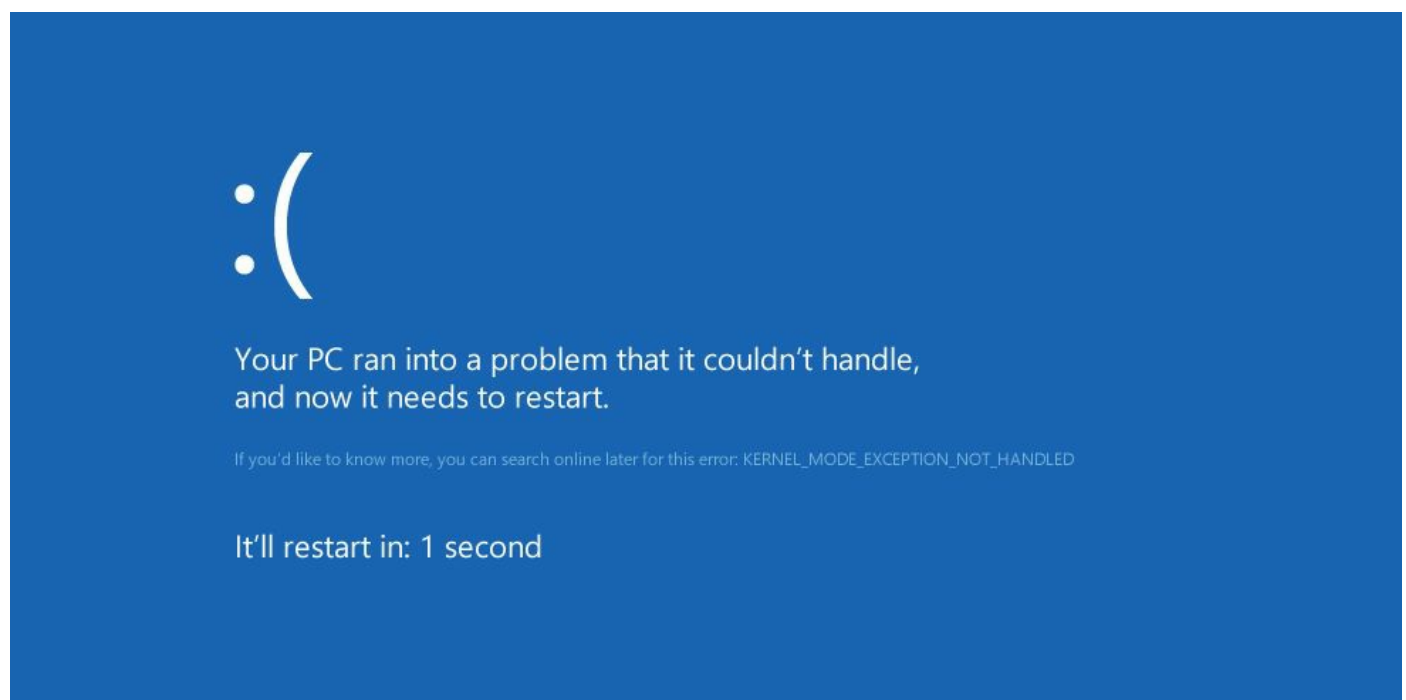 :(
Your PC ran into a problem that it couldn’t handle,
and now it needs to restart.
If you’d like to know more, you can search online later for this error: KERNEL_MODE_EXCEPTION_NOT_HANDLED
It’ll restart in: 1 second